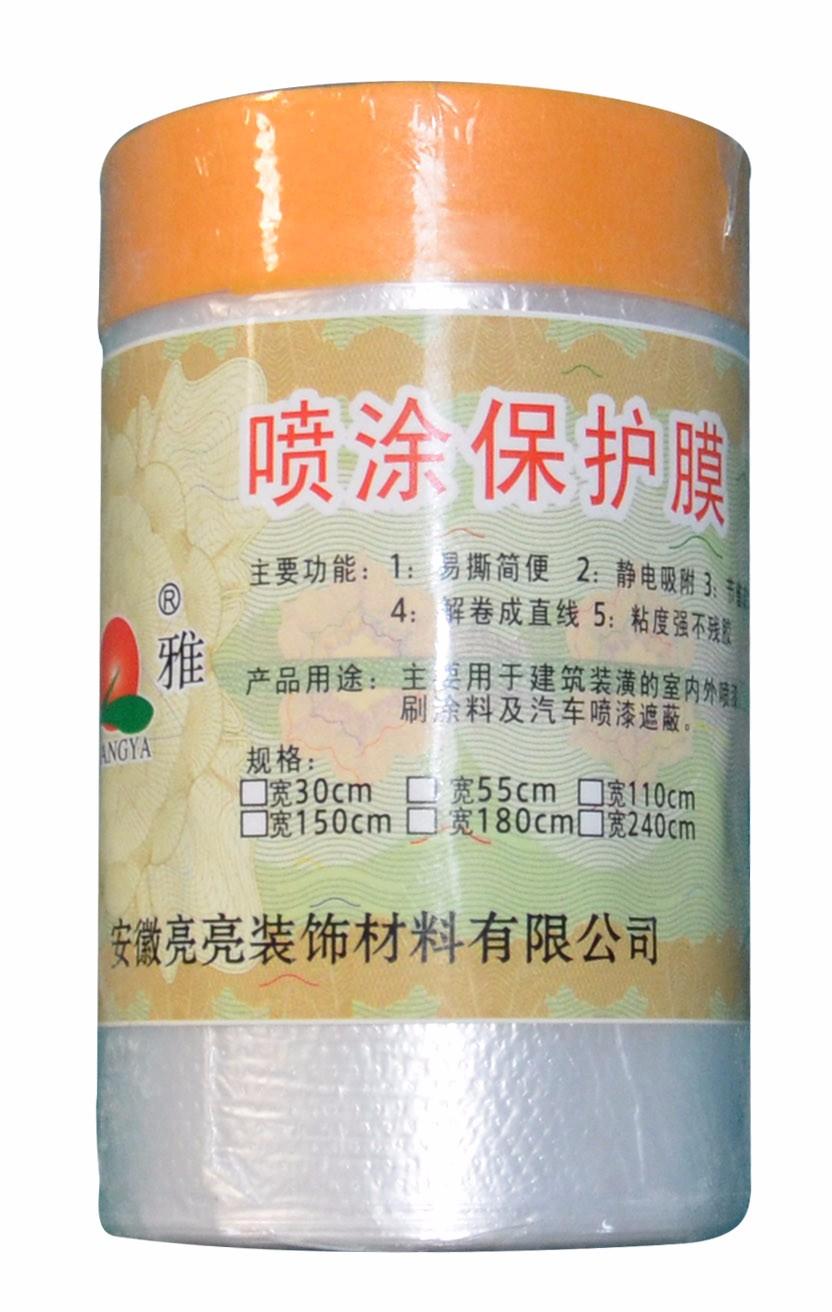 喷涂保护膜
主要功能：1：易撕简便 2：静电吸附 3：节省
4：解卷成直线 5：粘度强不残胶
®
雅
ANGYA
产品用途：主要用于建筑装潢的室内外喷漆
刷涂料及汽车喷漆遮蔽。
规格：
□宽30cm □宽55cm □宽110cm
□宽150cm □宽180cm □宽240cm
安徽亮亮装饰材料有限公司